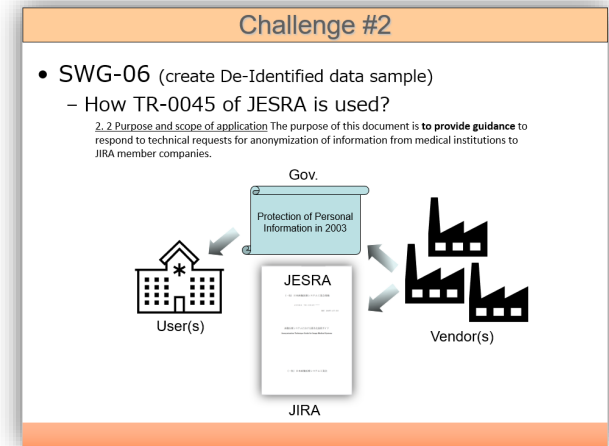 Challenge #2
• SWG-06 (create De-Identified data sample)
– How TR-0045 of JESRA is used?
2. 2 Purpose and scope of application The purpose of this document is to provide guidance to
respond to technical requests for anonymization of information from medical institutions to
JIRA member companies.
Gov.
Protection of Personal
Information in 2003
JESRA
User(s)
Vendor(s)
JIRA